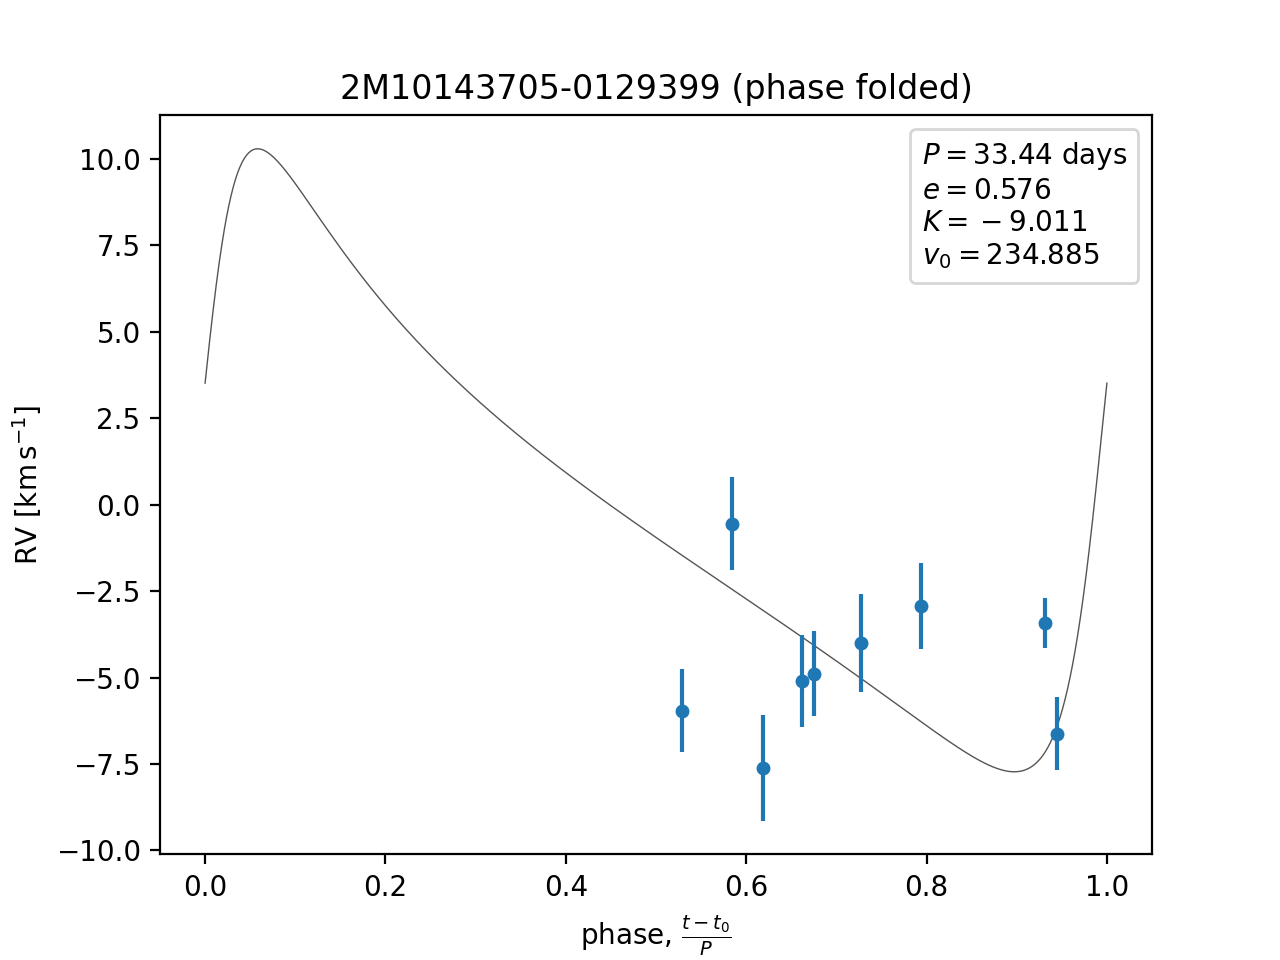 2M10143705-0129399 (phase folded)
P = 33.44 days
e = 0.576
K = −9.011
v₀ = 234.885
RV [km s⁻¹]
10.0
7.5
5.0
2.5
0.0
−2.5
−5.0
−7.5
−10.0
0.0 0.2 0.4 0.6 0.8 1.0
phase, (t − t₀)/P